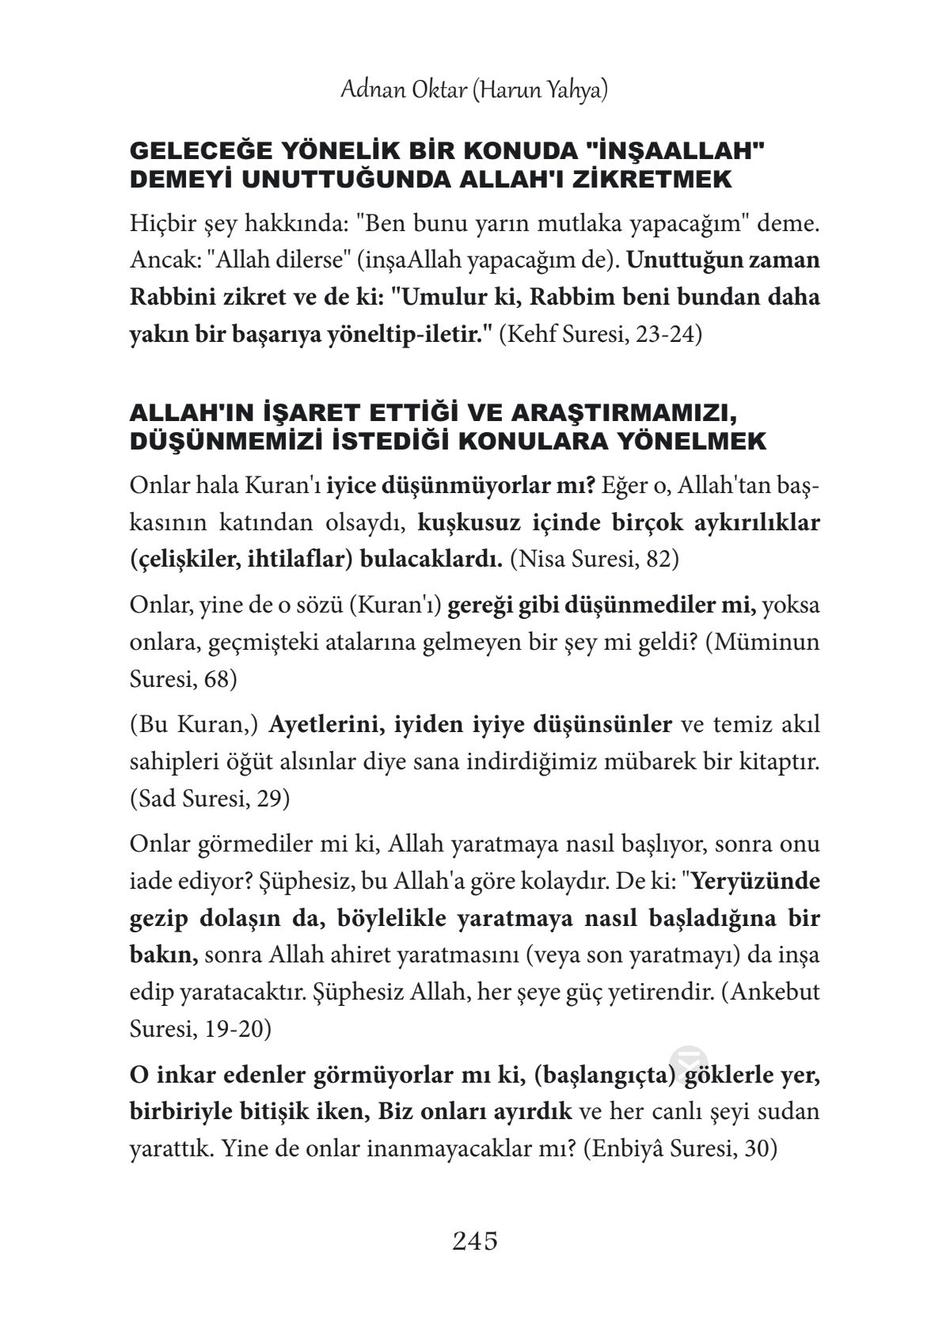 Adnan Oktar (Harun Yahya)
GELECEĞE YÖNELİK BİR KONUDA "İNŞAALLAH"
DEMEYİ UNUTTUĞUNDA ALLAH'I ZİKRETMEK
Hiçbir şey hakkında: "Ben bunu yarın mutlaka yapacağım" deme.
Ancak: "Allah dilerse" (inşaAllah yapacağım de). Unuttuğun zaman
Rabbini zikret ve de ki: "Umulur ki, Rabbim beni bundan daha
yakın bir başarıya yöneltip-iletir." (Kehf Suresi, 23-24)
ALLAH'IN İŞARET ETTİĞİ VE ARAŞTIRMAMIZI,
DÜŞÜNMEMİZİ İSTEDİĞİ KONULARA YÖNELMEK
Onlar hala Kuran'ı iyice düşünmüyorlar mı? Eğer o, Allah'tan baş-
kasının katından olsaydı, kuşkusuz içinde birçok aykırılıklar
(çelişkiler, ihtilaflar) bulacaklardı. (Nisa Suresi, 82)
Onlar, yine de o sözü (Kuran'ı) gereği gibi düşünmediler mi, yoksa
onlara, geçmişteki atalarına gelmeyen bir şey mi geldi? (Müminun
Suresi, 68)
(Bu Kuran,) Ayetlerini, iyiden iyiye düşünsünler ve temiz akıl
sahipleri öğüt alsınlar diye sana indirdiğimiz mübarek bir kitaptır.
(Sad Suresi, 29)
Onlar görmediler mi ki, Allah yaratmaya nasıl başlıyor, sonra onu
iade ediyor? Şüphesiz, bu Allah'a göre kolaydır. De ki: "Yeryüzünde
gezip dolaşın da, böylelikle yaratmaya nasıl başladığına bir
bakın, sonra Allah ahiret yaratmasını (veya son yaratmayı) da inşa
edip yaratacaktır. Şüphesiz Allah, her şeye güç yetirendir. (Ankebut
Suresi, 19-20)
O inkar edenler görmüyorlar mı ki, (başlangıçta) göklerle yer,
birbiriyle bitişik iken, Biz onları ayırdık ve her canlı şeyi sudan
yarattık. Yine de onlar inanmayacaklar mı? (Enbiyâ Suresi, 30)
245